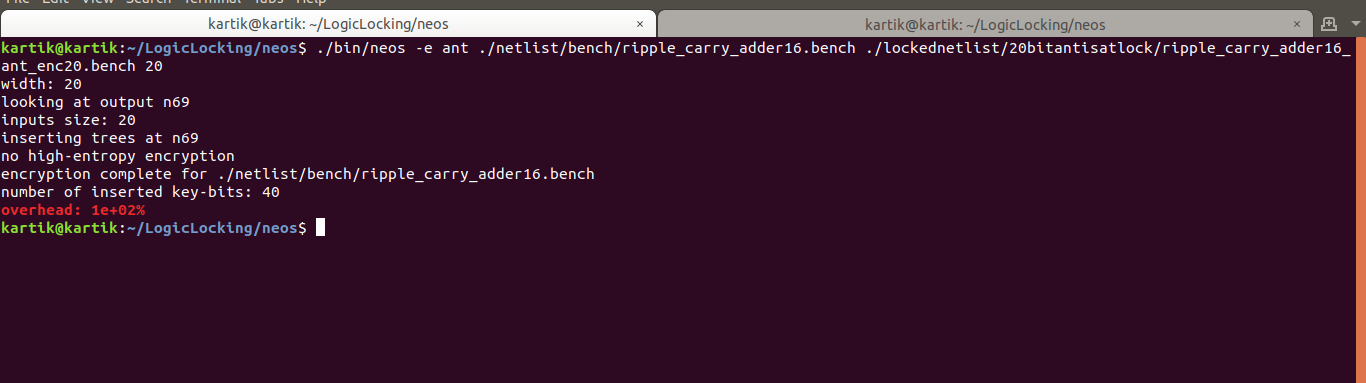 File Edit View Search Terminal Tabs Help
kartik@kartik: ~/LogicLocking/neos × kartik@kartik: ~/LogicLocking/neos ×
kartik@kartik:~/LogicLocking/neos$ ./bin/neos -e ant ./netlist/bench/ripple_carry_adder16.bench ./lockednetlist/20bitantisatlock/ripple_carry_adder16_
ant_enc20.bench 20
width: 20
looking at output n69
inputs size: 20
inserting trees at n69
no high-entropy encryption
encryption complete for ./netlist/bench/ripple_carry_adder16.bench
number of inserted key-bits: 40
overhead: 1e+02%
kartik@kartik:~/LogicLocking/neos$